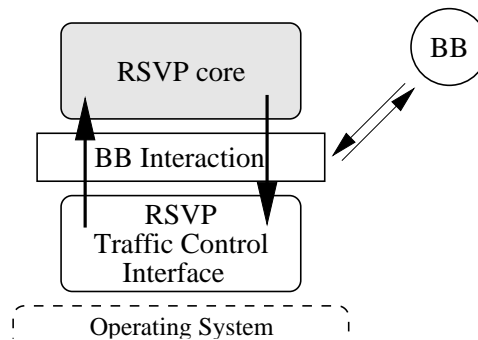 BB
RSVP core
BB Interaction
RSVP
Traffic Control
Interface
Operating System